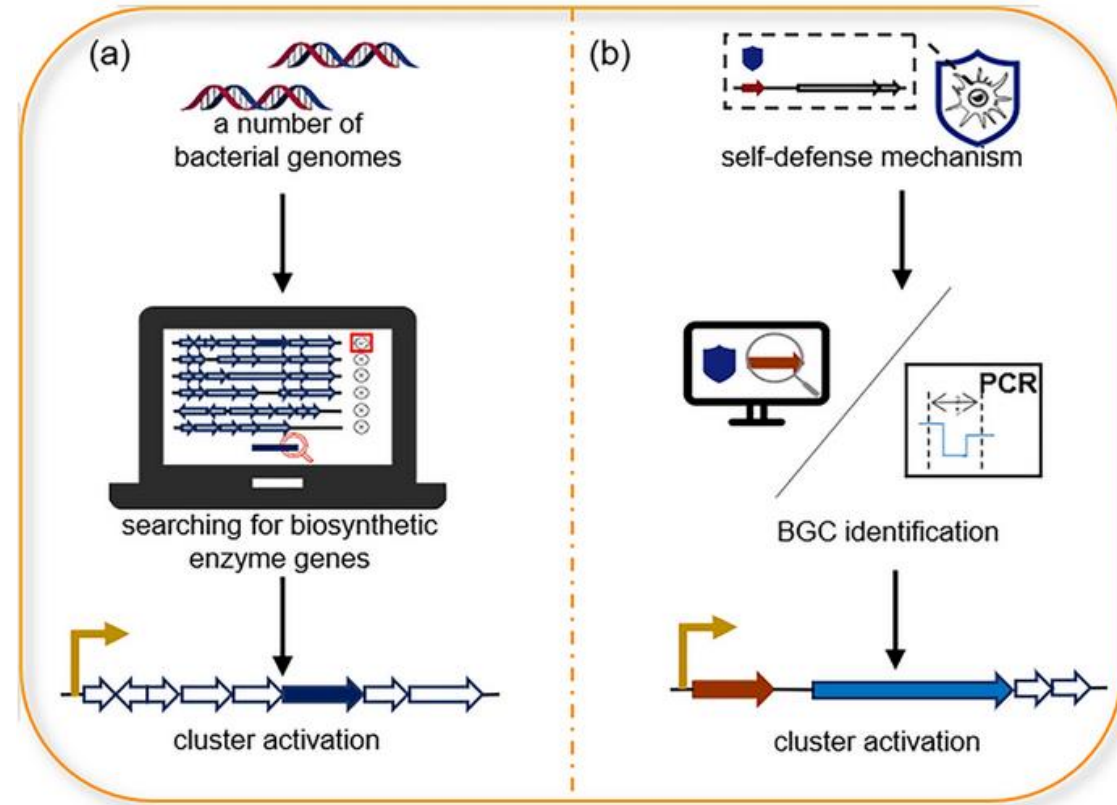 (a)
a number of
bacterial genomes
searching for biosynthetic
enzyme genes
cluster activation
(b)
self-defense mechanism
PCR
BGC identification
cluster activation